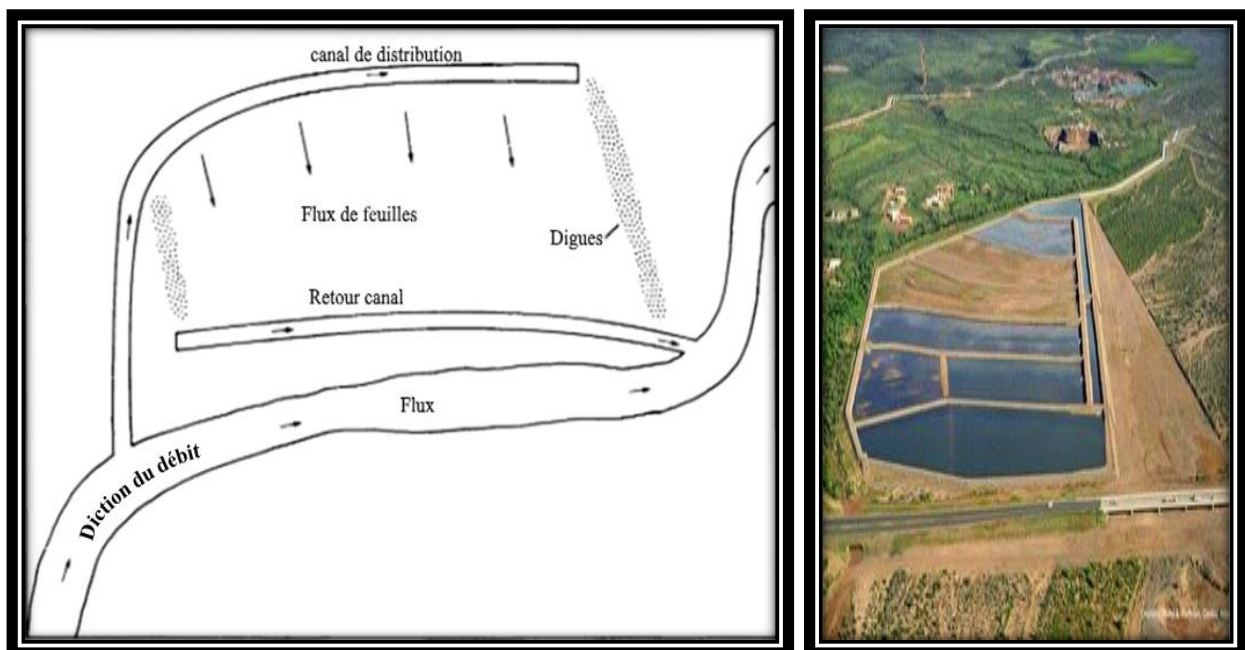 canal de distribution
Flux de feuilles
Digues
Retour canal
Flux
Diction du débit